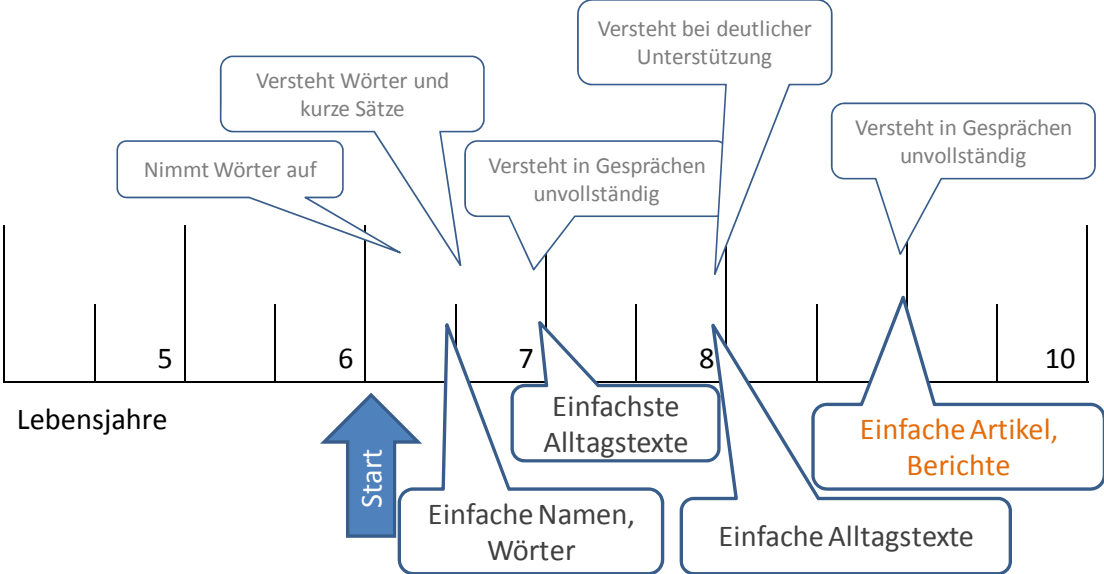 Versteht bei deutlicher
Unterstützung
Versteht Wörter und
kurze Sätze
Versteht in Gesprächen
unvollständig
Nimmt Wörter auf
Versteht in Gesprächen
unvollständig
5
6
7
8
10
Lebensjahre
Start
Einfachste
Alltagstexte
Einfache Artikel,
Berichte
Einfache Namen,
Wörter
Einfache Alltagstexte